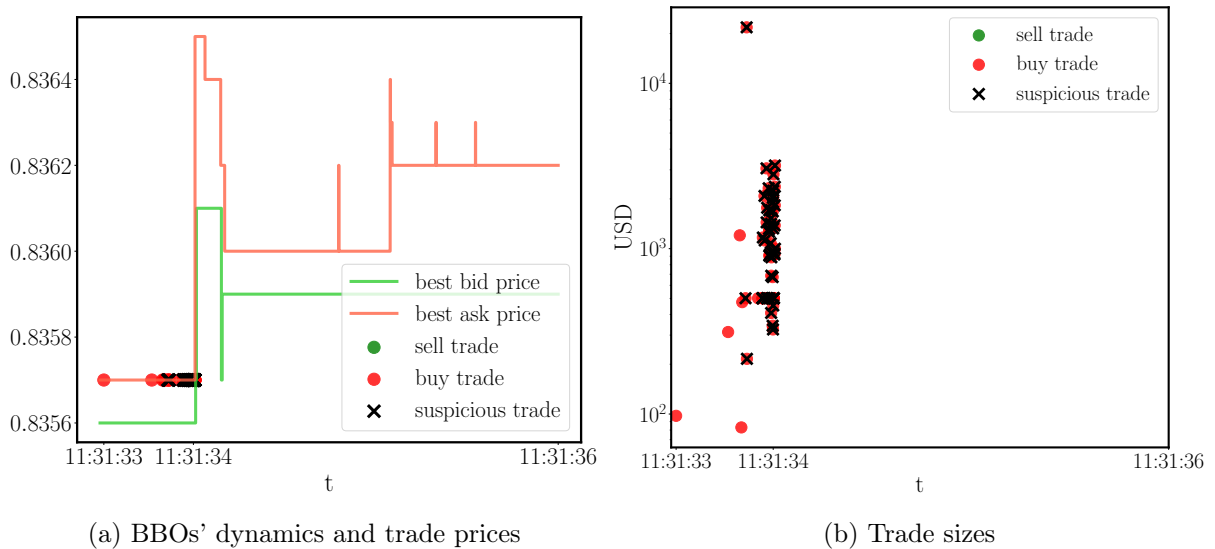 0.8364
0.8362
0.8360
0.8358
0.8356
best bid price
best ask price
sell trade
buy trade
suspicious trade
11:31:33
11:31:34
11:31:36
t
(a) BBOs' dynamics and trade prices
USD
10^4
10^3
10^2
sell trade
buy trade
suspicious trade
11:31:33
11:31:34
11:31:36
t
(b) Trade sizes